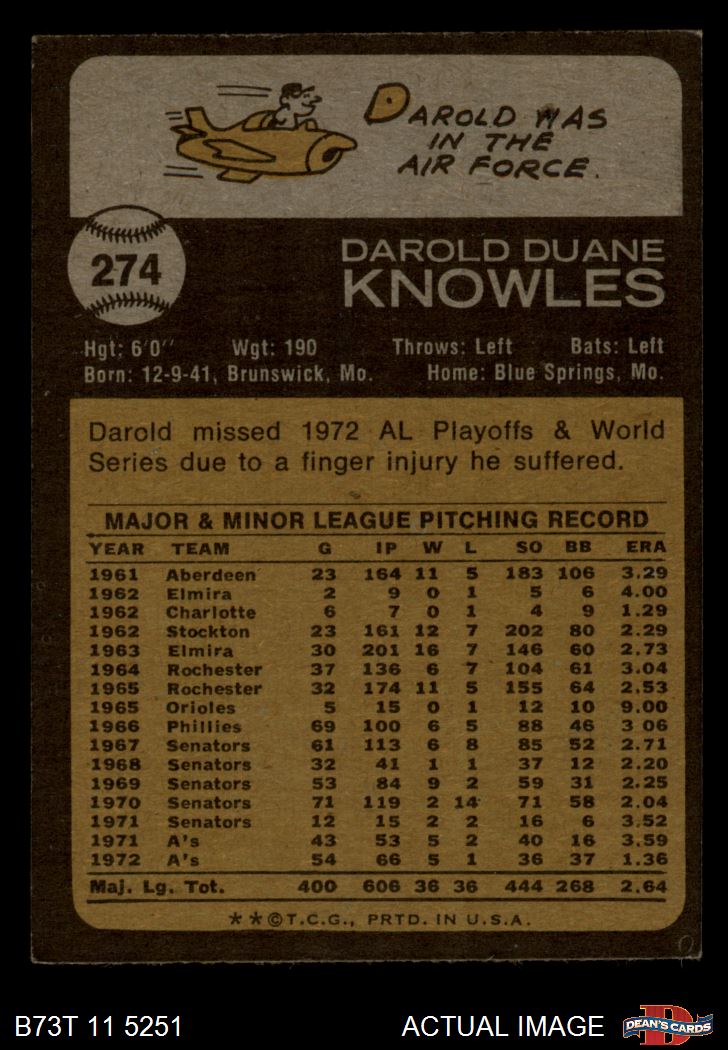 DAROLD WAS
IN THE
AIR FORCE.
274
DAROLD DUANE
KNOWLES
Hgt: 6'0" Wgt: 190 Throws: Left Bats: Left
Born: 12-9-41, Brunswick, Mo. Home: Blue Springs, Mo.
Darold missed 1972 AL Playoffs & World
Series due to a finger injury he suffered.
MAJOR & MINOR LEAGUE PITCHING RECORD
YEAR TEAM G IP W L SO BB ERA
1961 Aberdeen 23 164 11 5 183 106 3.29
1962 Elmira 2 9 0 1 5 6 4.00
1962 Charlotte 6 7 0 1 4 9 1.29
1962 Stockton 23 161 12 7 202 80 2.29
1963 Elmira 30 201 16 7 146 60 2.73
1964 Rochester 37 136 6 7 104 61 3.04
1965 Rochester 32 174 11 5 155 64 2.53
1965 Orioles 5 15 0 1 12 10 9.00
1966 Phillies 69 100 6 5 88 46 3 06
1967 Senators 61 113 6 8 85 52 2.71
1968 Senators 32 41 1 1 37 12 2.20
1969 Senators 53 84 9 2 59 31 2.25
1970 Senators 71 119 2 14 71 58 2.04
1971 Senators 12 15 2 2 16 6 3.52
1971 A's 43 53 5 2 40 16 3.59
1972 A's 54 66 5 1 36 37 1.36
Maj. Lg. Tot. 400 606 36 36 444 268 2.64
**©T.C.G., PRTD. IN U.S.A.
B73T 11 5251 ACTUAL IMAGE DEAN'S CARDS